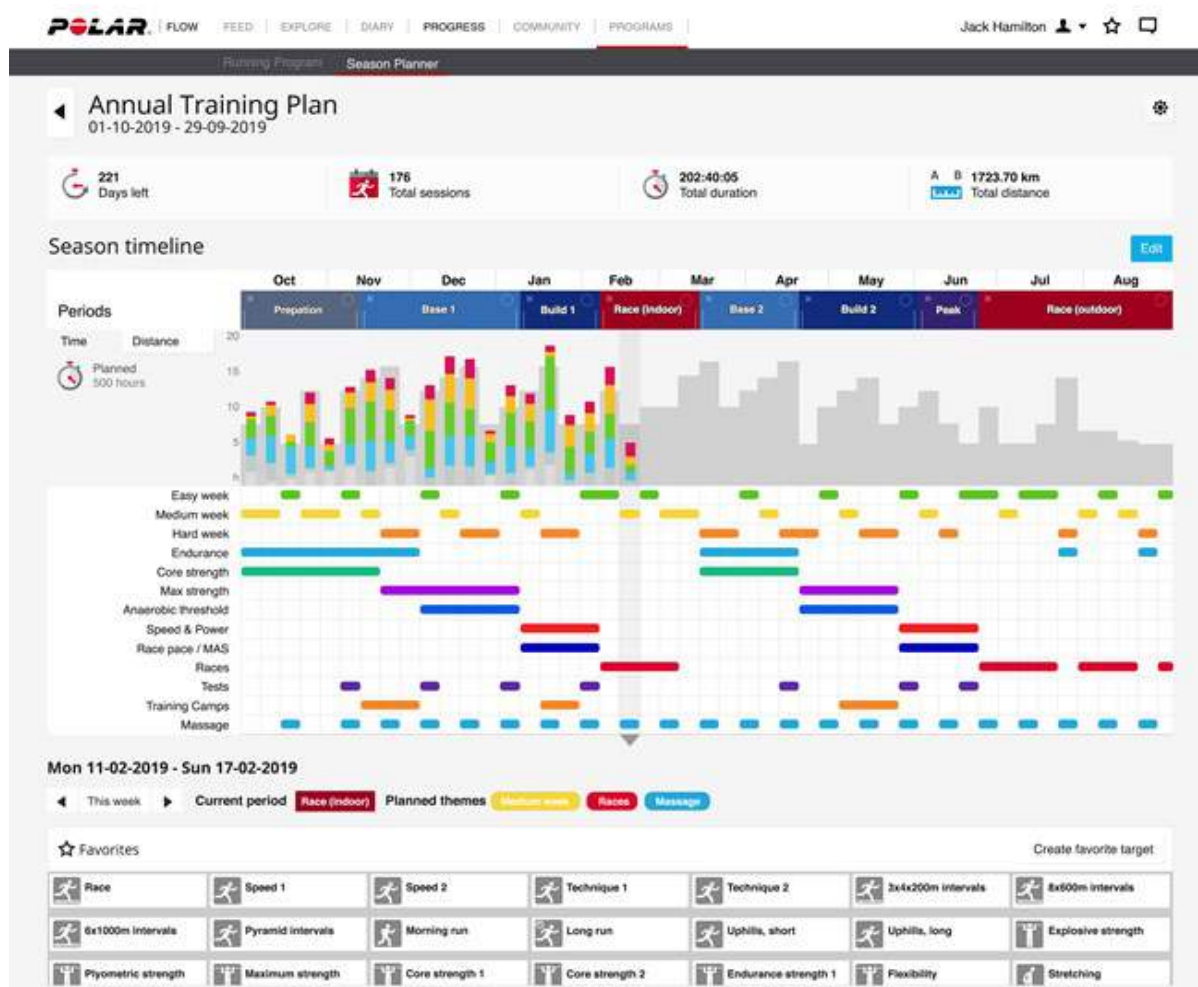 POLAR. FLOW FEED EXPLORE DIARY PROGRESS COMMUNITY PROGRAMS Jack Hamilton
Running Program Season Planner
Annual Training Plan
01-10-2019 - 29-09-2019
221 Days left
176 Total sessions
202:40:05 Total duration
A B 1723.70 km Total distance
Season timeline Edit
Oct Nov Dec Jan Feb Mar Apr May Jun Jul Aug
Periods Prepation Base 1 Build 1 Race (indoor) Base 2 Build 2 Peak Race (outdoor)
Time Distance
Planned
500 hours
20
15
10
5
h
Easy week
Medium week
Hard week
Endurance
Core strength
Max strength
Anaerobic threshold
Speed & Power
Race pace / MAS
Races
Tests
Training Camps
Massage
Mon 11-02-2019 - Sun 17-02-2019
This week Current period Race (indoor) Planned themes Medium week Races Massage
Favorites Create favorite target
Race Speed 1 Speed 2 Technique 1 Technique 2 3x4x200m intervals 8x600m intervals
6x1000m intervals Pyramid intervals Morning run Long run Uphills, short Uphills, long Explosive strength
Plyometric strength Maximum strength Core strength 1 Core strength 2 Endurance strength 1 Flexibility Stretching